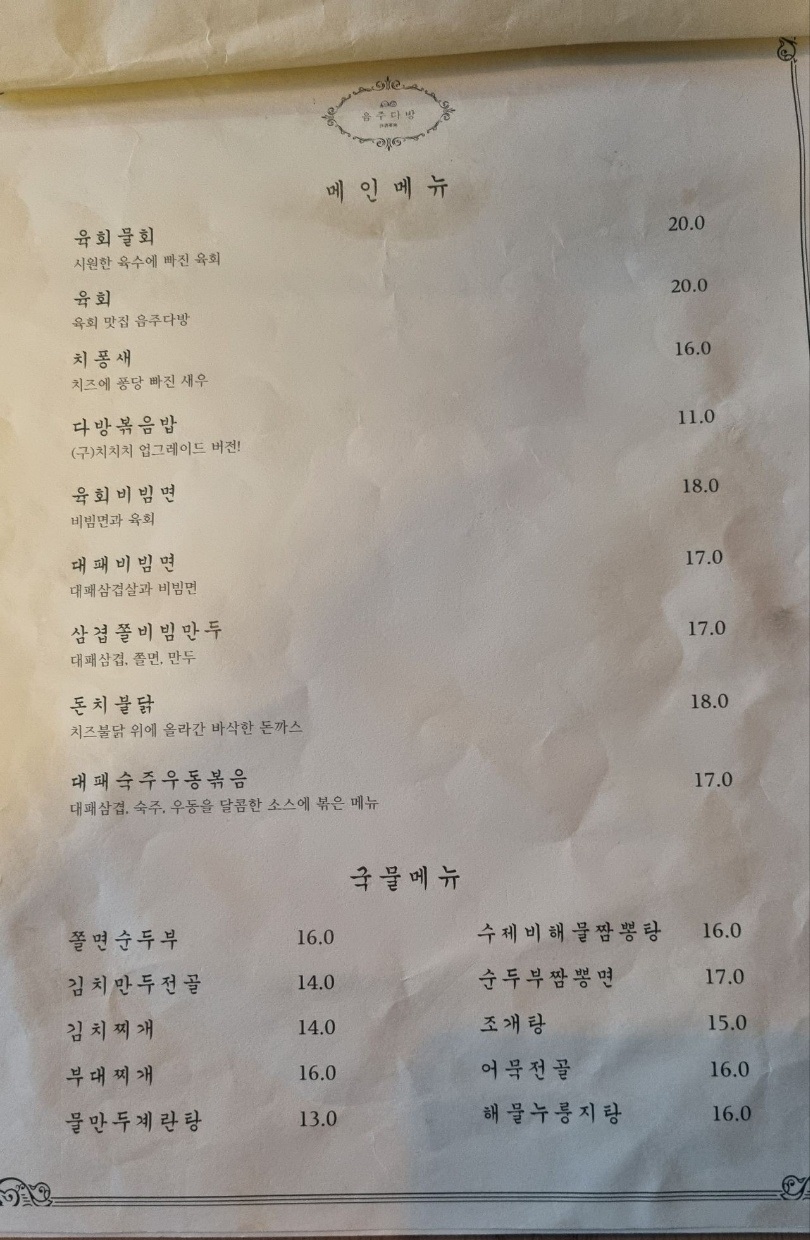 음주다방
메인메뉴
육회물회 20.0
시원한 육수에 빠진 육회
육회 20.0
육회 맛집 음주다방
치퐁새 16.0
치즈에 퐁당 빠진 새우
다방볶음밥 11.0
(구)치치치 업그레이드 버전!
육회비빔면 18.0
비빔면과 육회
대패비빔면 17.0
대패삼겹살과 비빔면
삼겹쫄비빔만두 17.0
대패삼겹, 쫄면, 만두
돈치불닭 18.0
치즈불닭 위에 올라간 바삭한 돈까스
대패숙주우동볶음 17.0
대패삼겹, 숙주, 우동을 달콤한 소스에 볶은 메뉴
국물메뉴
쫄면순두부 16.0
김치만두전골 14.0
김치찌개 14.0
부대찌개 16.0
물만두계란탕 13.0
수제비해물짬뽕탕 16.0
순두부짬뽕면 17.0
조개탕 15.0
어묵전골 16.0
해물누룽지탕 16.0